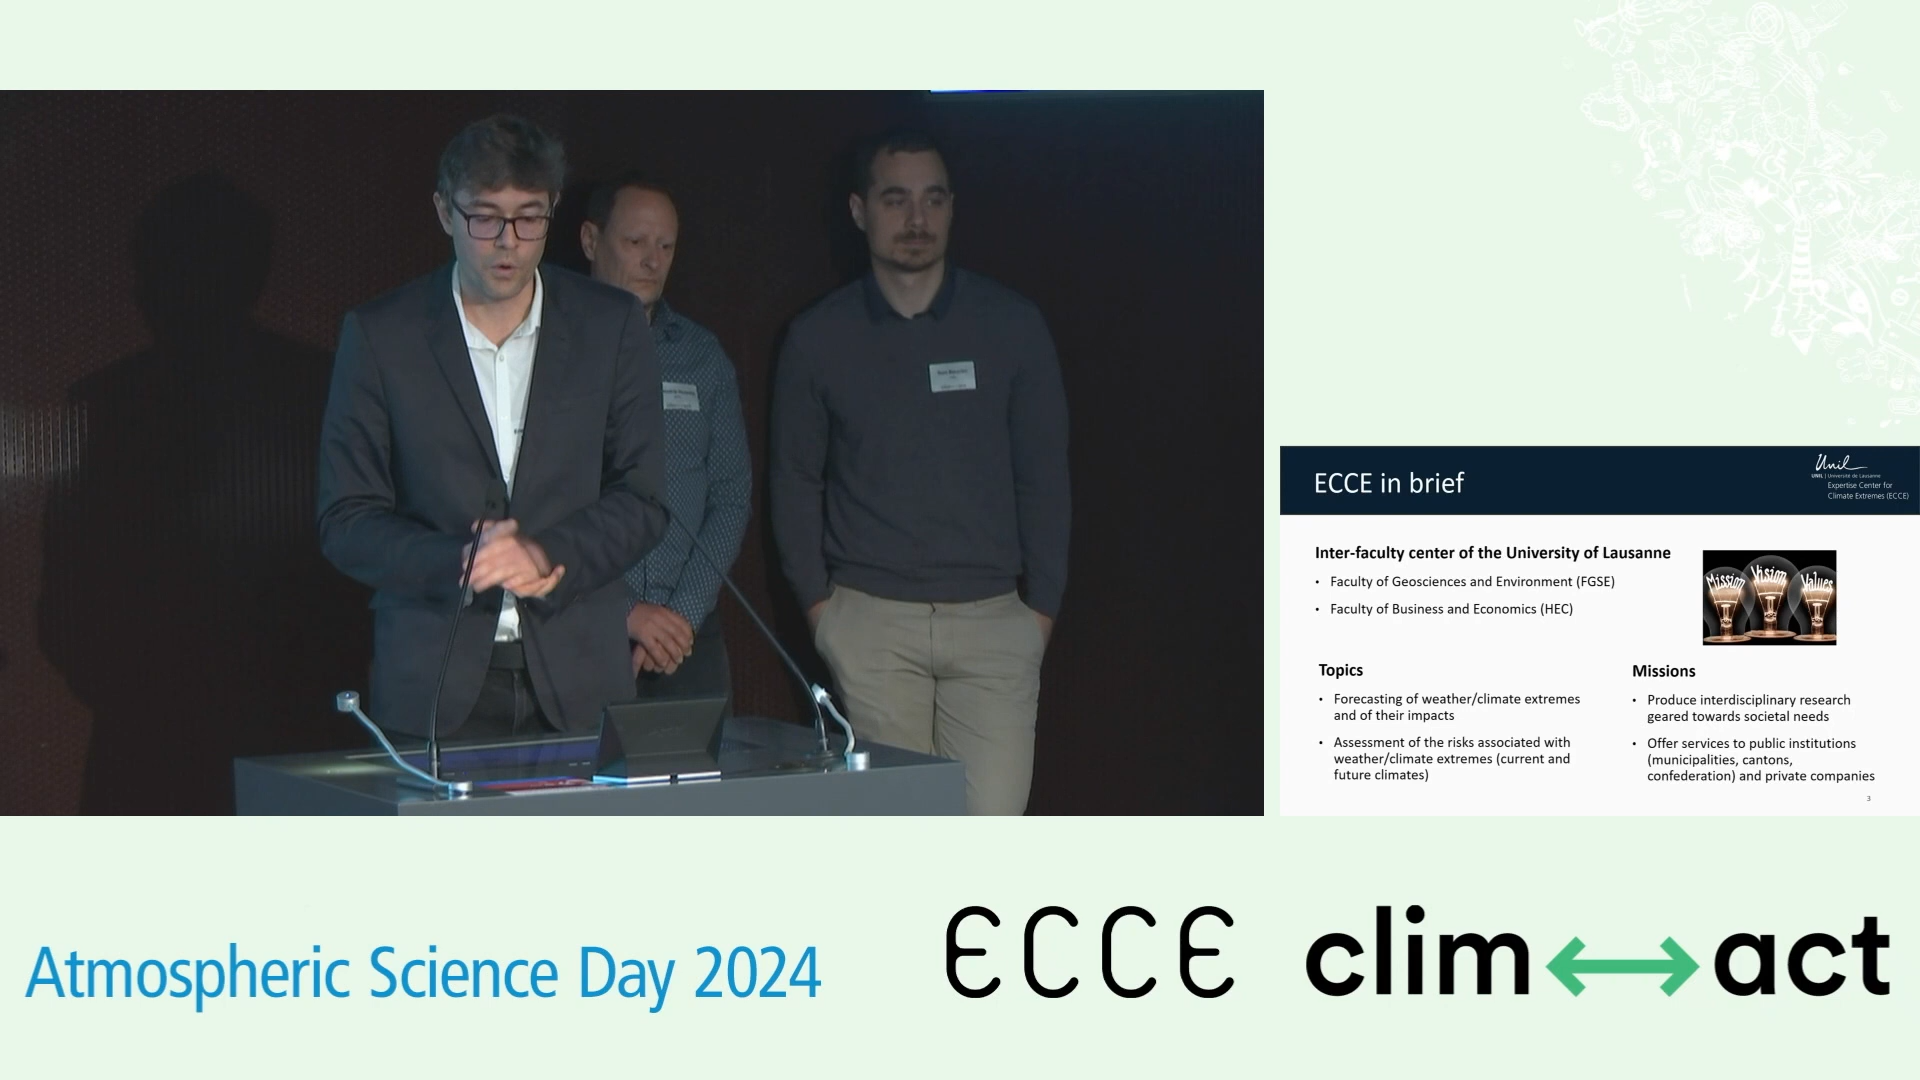 ECCE in brief
Unil
UNIL | Université de Lausanne
Expertise Center for
Climate Extremes (ECCE)
Inter-faculty center of the University of Lausanne
• Faculty of Geosciences and Environment (FGSE)
• Faculty of Business and Economics (HEC)
Mission Vision Values
Topics
• Forecasting of weather/climate extremes
and of their impacts
• Assessment of the risks associated with
weather/climate extremes (current and
future climates)
Missions
• Produce interdisciplinary research
geared towards societal needs
• Offer services to public institutions
(municipalities, cantons,
confederation) and private companies
3
Atmospheric Science Day 2024
ECCE
clim act